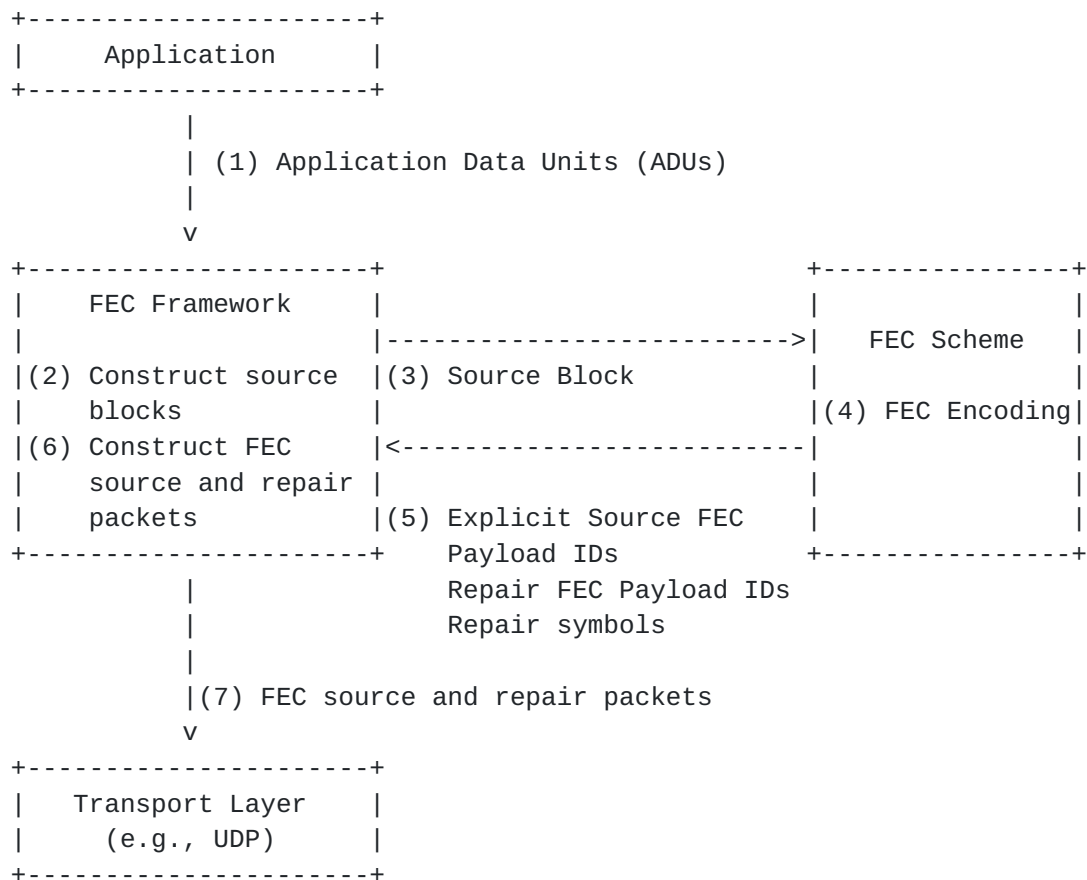 +----------------------+
|     Application      |
+----------------------+
           |
           | (1) Application Data Units (ADUs)
           |
           v
+----------------------+                           +----------------+
|    FEC Framework     |                           |                |
|                      |-------------------------->|   FEC Scheme   |
|(2) Construct source  |(3) Source Block           |                |
|    blocks            |                           |(4) FEC Encoding|
|(6) Construct FEC     |<--------------------------|                |
|    source and repair |                           |                |
|    packets           |(5) Explicit Source FEC    |                |
+----------------------+    Payload IDs            +----------------+
           |                Repair FEC Payload IDs
           |                Repair symbols
           |
           |(7) FEC source and repair packets
           v
+----------------------+
|   Transport Layer    |
|     (e.g., UDP)      |
+----------------------+